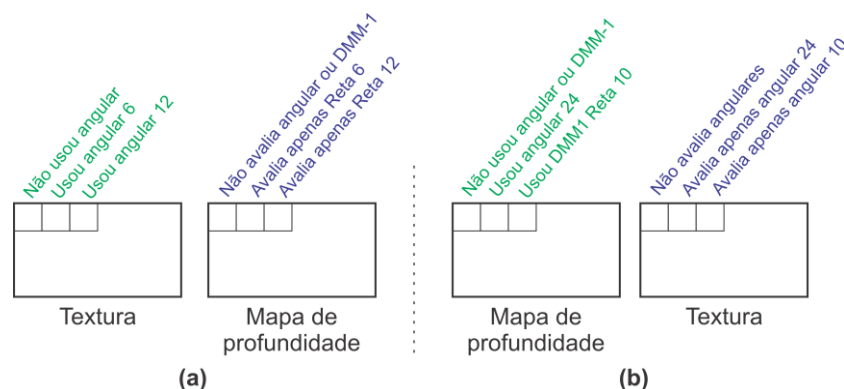 Não usou angular
Usou angular 6
Usou angular 12
Não avalia angular ou DMM-1
Avalia apenas Reta 6
Avalia apenas Reta 12
Textura
Mapa de
profundidade
(a)
Não usou angular ou DMM-1
Usou angular 24
Usou DMM1 Reta 10
Não avalia angulares
Avalia apenas angular 24
Avalia apenas angular 10
Mapa de
profundidade
Textura
(b)